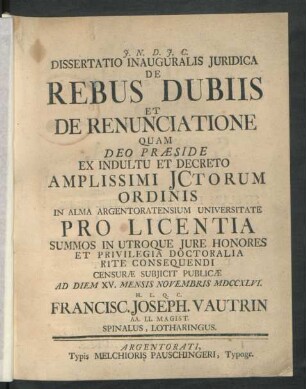 J. N. D. J. C.
DISSERTATIO INAUGURALIS JURIDICA
DE
REBUS DUBIIS
ET
DE RENUNCIATIONE
QUAM
DEO PRÆSIDE
EX INDULTU ET DECRETO
AMPLISSIMI JCTORUM
ORDINIS
IN ALMA ARGENTORATENSIUM UNIVERSITATE
PRO LICENTIA
SUMMOS IN UTROQUE JURE HONORES
ET PRIVILEGIA DOCTORALIA
RITE CONSEQUENDI
CENSURÆ SUBJICIT PUBLICÆ
AD DIEM XV. MENSIS NOVEMBRIS MDCCXLVI.
H. L. Q. C.
FRANCISC. JOSEPH. VAUTRIN
AA. LL. MAGIST.
SPINALUS, LOTHARINGUS.
ARGENTORATI,
Typis MELCHIORIS PAUSCHINGERI, Typogr.